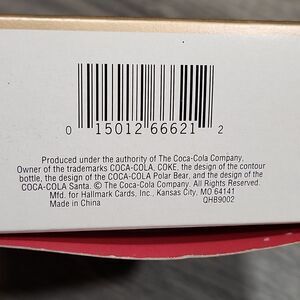 0 15012 66621 2
Produced under the authority of The Coca-Cola Company,
Owner of the trademarks COCA-COLA, COKE, the design of the contour
bottle, the design of the COCA-COLA Polar Bear, and the design of the
COCA-COLA Santa. © The Coca-Cola Company. All Rights Reserved.
Mfd. for Hallmark Cards, Inc., Kansas City, MO 64141
Made in China QHB9002